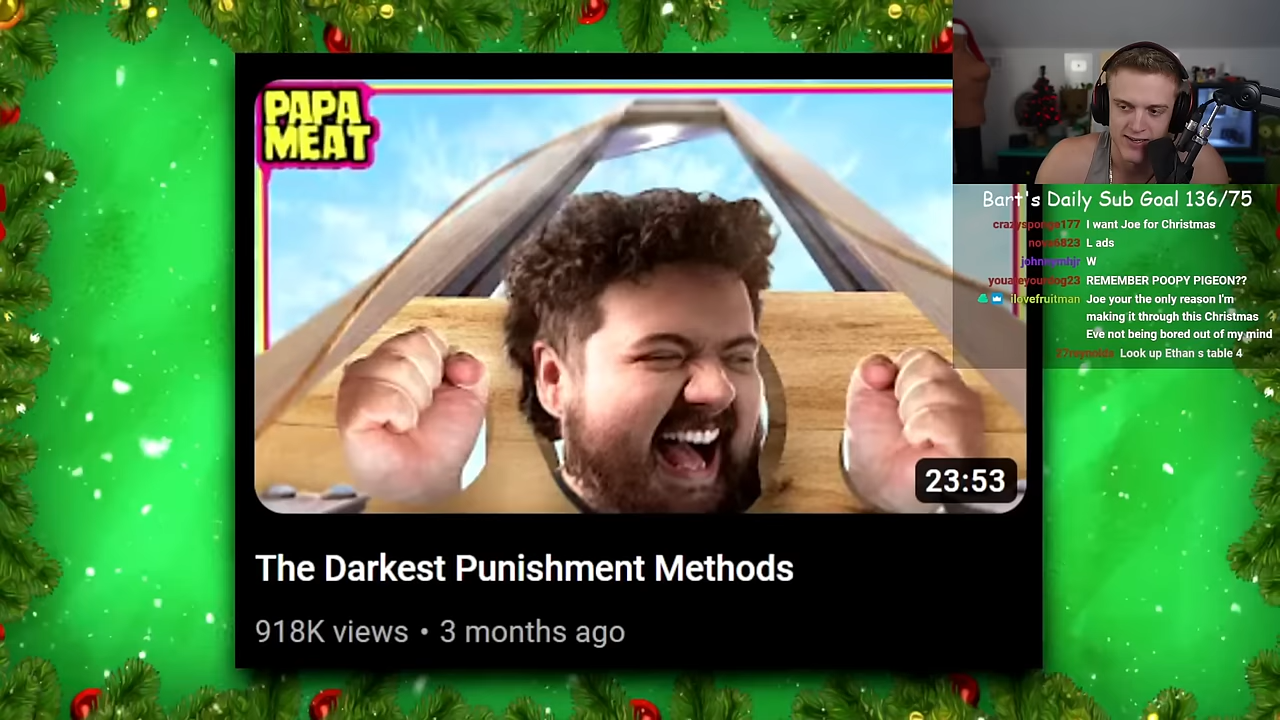 PAPA
MEAT
23:53
The Darkest Punishment Methods
918K views • 3 months ago
Bart's Daily Sub Goal 136/75
I want Joe for Christmas
L ads
W
REMEMBER POOPY PIGEON??
ilovefruitman Joe your the only reason I'm
making it through this Christmas
Eve not being bored out of my mind
Look up Ethan s table 4